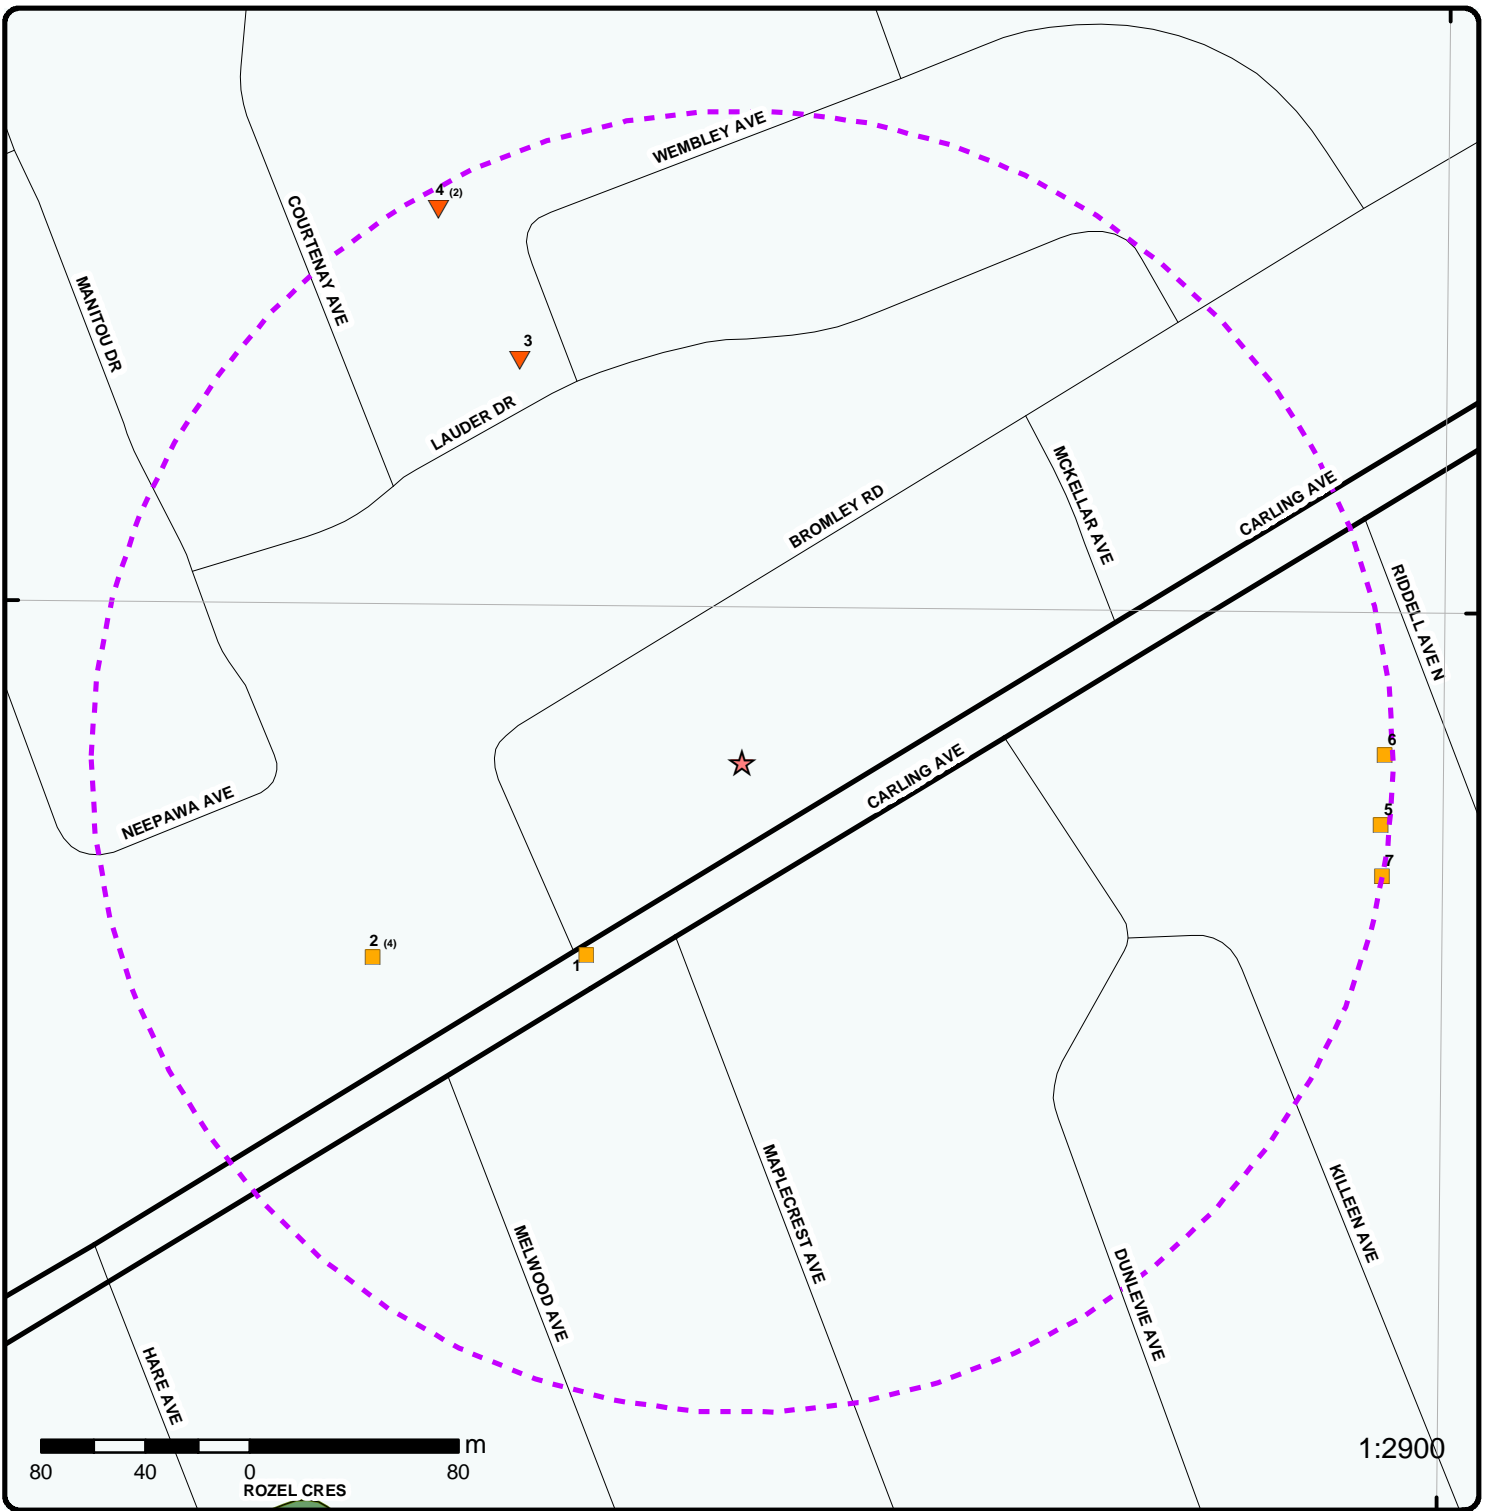 WEMBLEY AVE
4 (2)
COURTENAY AVE
MANITOU DR
3
LAUDER DR
MCKELLAR AVE
CARLING AVE
BROMLEY RD
RIDDELL AVE N
6
CARLING AVE
NEEPAWA AVE
5
7
2 (4)
1
MAPLECREST AVE
KILLEEN AVE
MELWOOD AVE
DUNLEVIE AVE
HARE AVE
m
1:2900
80 40 0 80
ROZEL CRES